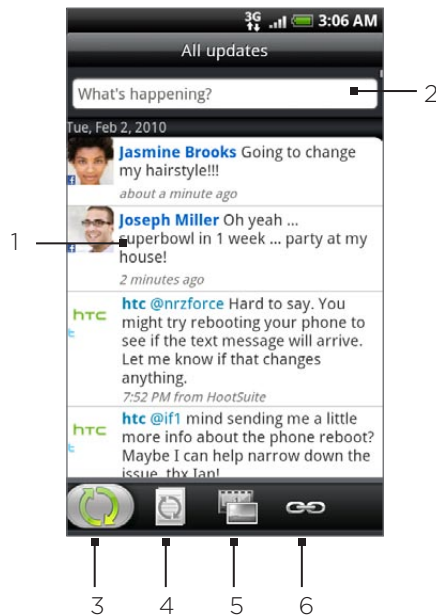 3G 3:06 AM
All updates
What's happening?
2
Tue, Feb 2, 2010
Jasmine Brooks Going to change
my hairstyle!!!
about a minute ago
1
Joseph Miller Oh yeah ...
superbowl in 1 week ... party at my
house!
2 minutes ago
htc
htc @nrzforce Hard to say. You
might try rebooting your phone to
see if the text message will arrive.
Let me know if that changes
anything.
7:52 PM from HootSuite
htc
htc @if1 mind sending me a little
more info about the phone reboot?
Maybe I can help narrow down the
issue. thx Ian!
3 4 5 6